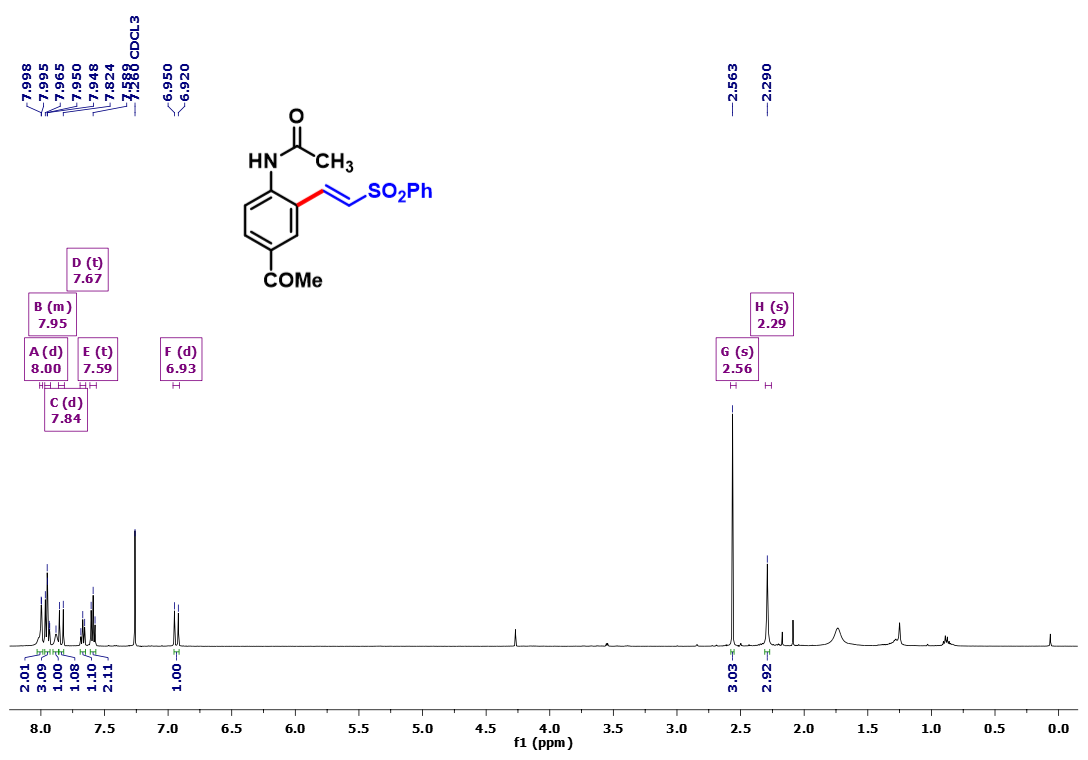 7.998
7.995
7.965
7.950
7.948
7.824
7.589
7.260 CDCL3
6.950
6.920
2.563
2.290
O
HN
CH3
SO2Ph
COMe
D (t)
7.67
B (m)
7.95
H (s)
2.29
A (d)
8.00
E (t)
7.59
F (d)
6.93
G (s)
2.56
C (d)
7.84
2.01
3.09
1.00
1.08
1.10
2.11
1.00
3.03
2.92
8.0 7.5 7.0 6.5 6.0 5.5 5.0 4.5 4.0 3.5 3.0 2.5 2.0 1.5 1.0 0.5 0.0
f1 (ppm)